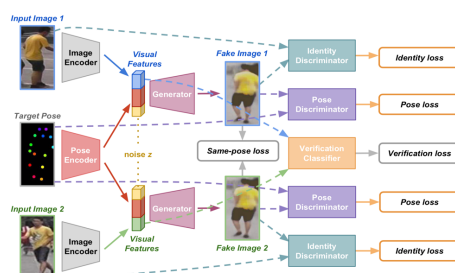 Input Image 1
Image
Encoder
Visual
Features
Generator
Fake Image 1
Identity
Discriminator
Identity loss
Pose
Discriminator
Pose loss
Target Pose
Pose
Encoder
noise z
Same-pose loss
Verification
Classifier
Verification loss
Input Image 2
Image
Encoder
Generator
Visual
Features
Fake Image 2
Pose
Discriminator
Pose loss
Identity
Discriminator
Identity loss